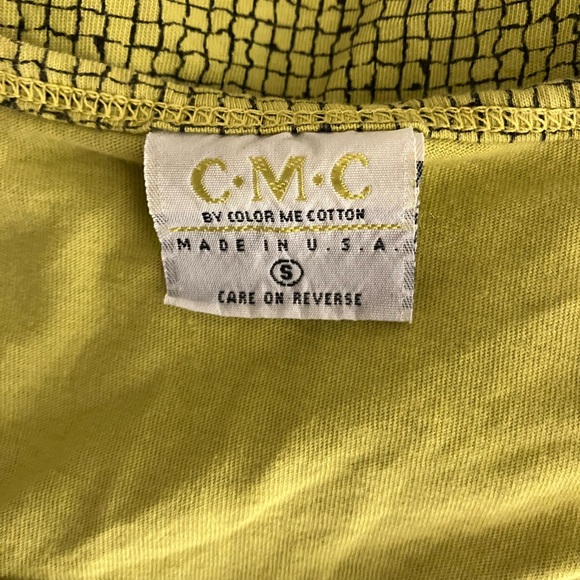 C·M·C
BY COLOR ME COTTON
MADE IN U.S.A.
S
CARE ON REVERSE